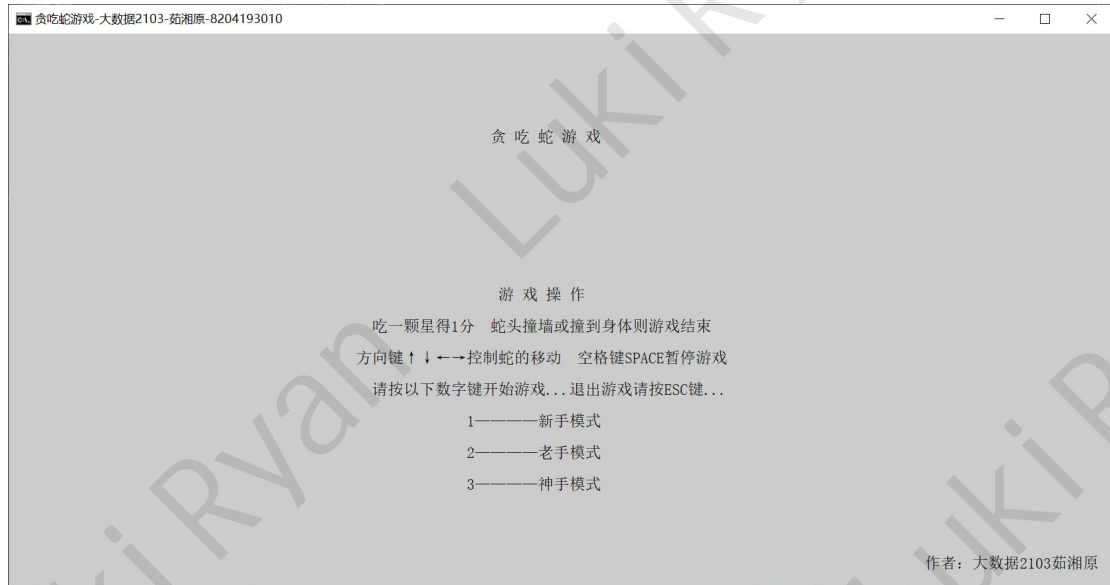 贪吃蛇游戏-大数据2103-茹湘原-8204193010
贪 吃 蛇 游 戏
游 戏 操 作
吃一颗星得1分 蛇头撞墙或撞到身体则游戏结束
方向键↑↓←→控制蛇的移动 空格键SPACE暂停游戏
请按以下数字键开始游戏...退出游戏请按ESC键...
1————新手模式
2————老手模式
3————神手模式
作者：大数据2103茹湘原
Luki Ryan